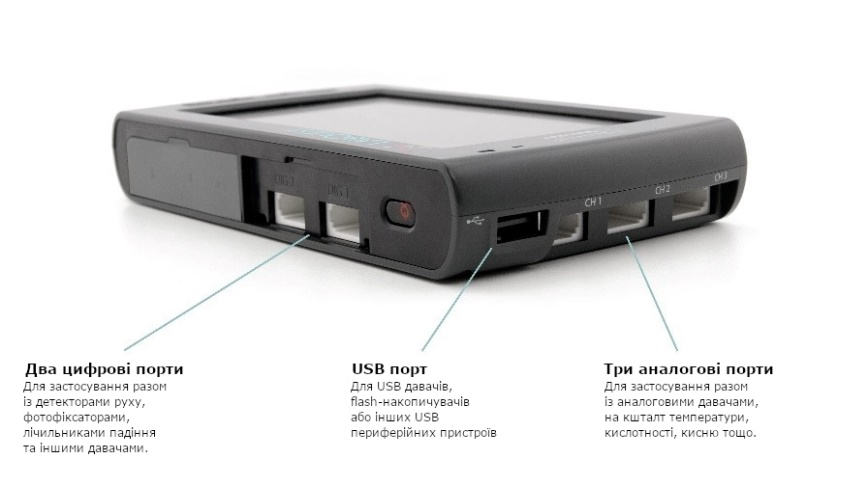 DIG 2
DIG 1
CH 1
CH 2
CH 3
Два цифрові порти
Для застосування разом
із детекторами руху,
фотофіксаторами,
лічильниками падіння
та іншими давачами.
USB порт
Для USB давачів,
flash-накопичувачів
або інших USB
периферійних пристроїв
Три аналогові порти
Для застосування разом
із аналоговими давачами,
на кшталт температури,
кислотності, кисню тощо.